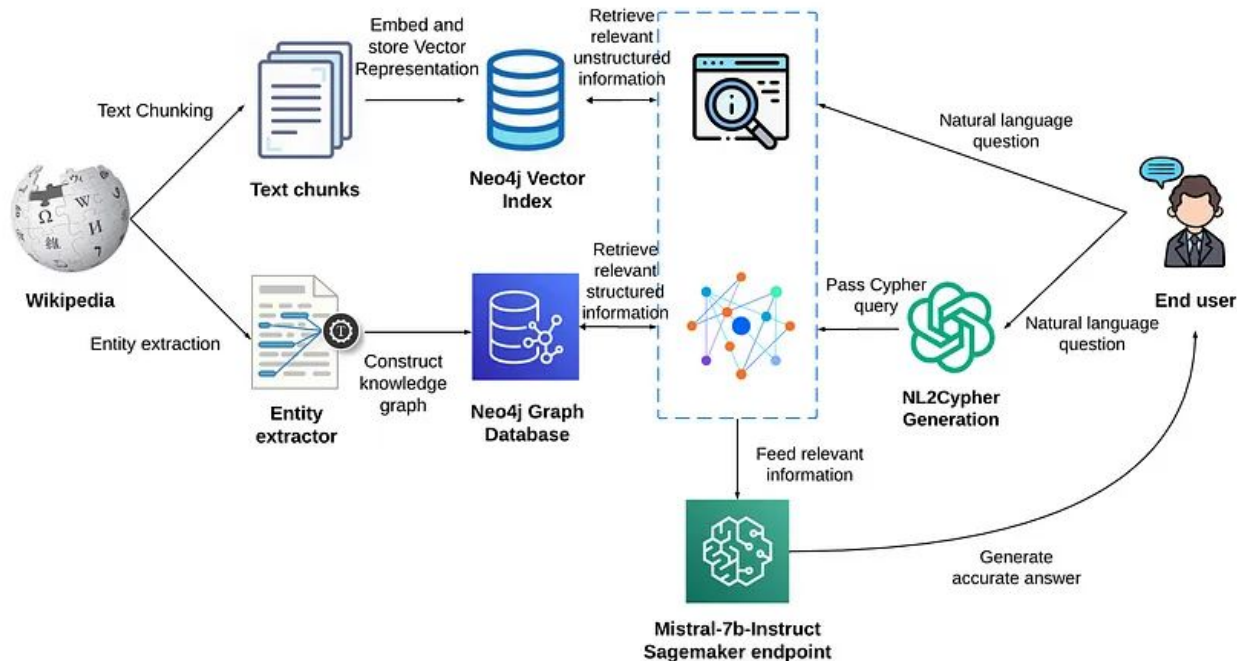 Text Chunking
Embed and
store Vector
Representation
Retrieve
relevant
unstructured
information
Natural language
question
Text chunks
Neo4j Vector
Index
Wikipedia
Entity extraction
Entity
extractor
Construct
knowledge
graph
Retrieve
relevant
structured
information
Neo4j Graph
Database
Pass Cypher
query
NL2Cypher
Generation
Natural language
question
End user
Feed relevant
information
Mistral-7b-Instruct
Sagemaker endpoint
Generate
accurate answer